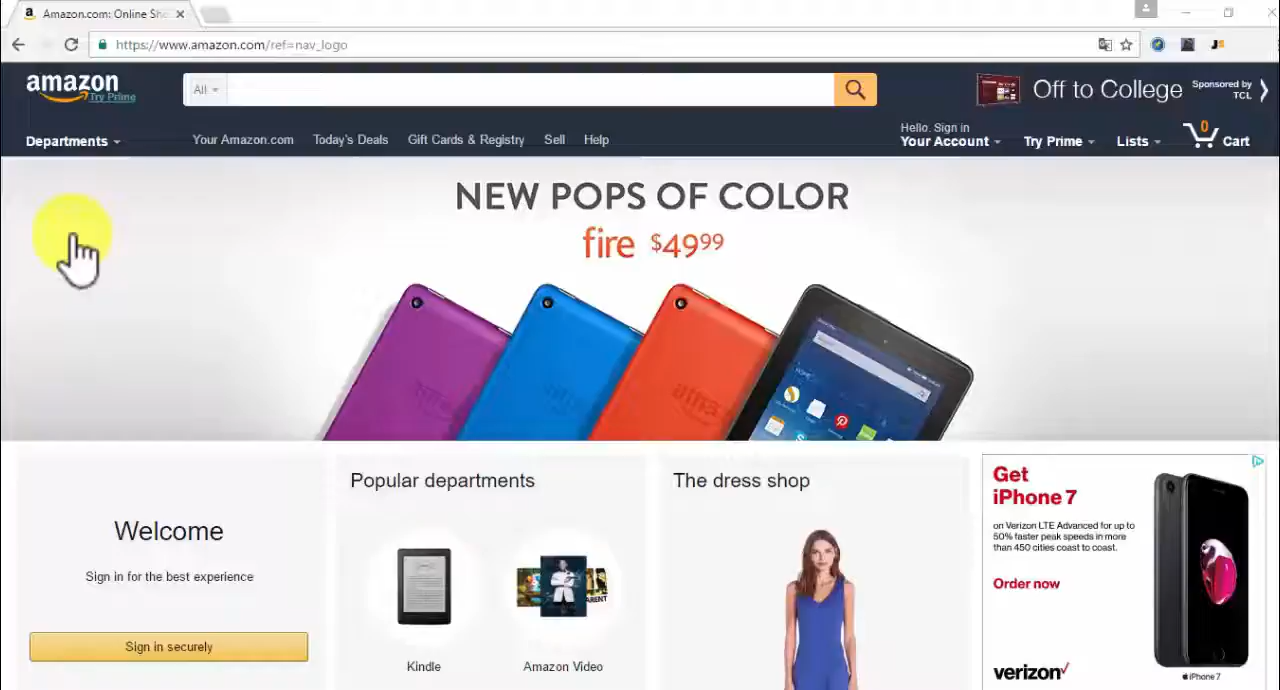 Amazon.com: Online Sho
https://www.amazon.com/ref=nav_logo
amazon
Try Prime
All
Off to College
Sponsored by
TCL
Departments
Your Amazon.com
Today's Deals
Gift Cards & Registry
Sell
Help
Hello. Sign in
Your Account
Try Prime
Lists
0
Cart
NEW POPS OF COLOR
fire $49 99
Welcome
Sign in for the best experience
Sign in securely
Popular departments
Kindle
Amazon Video
The dress shop
Get
iPhone 7
on Verizon LTE Advanced for up to
50% faster peak speeds in more
than 450 cities coast to coast.
Order now
verizon
iPhone 7